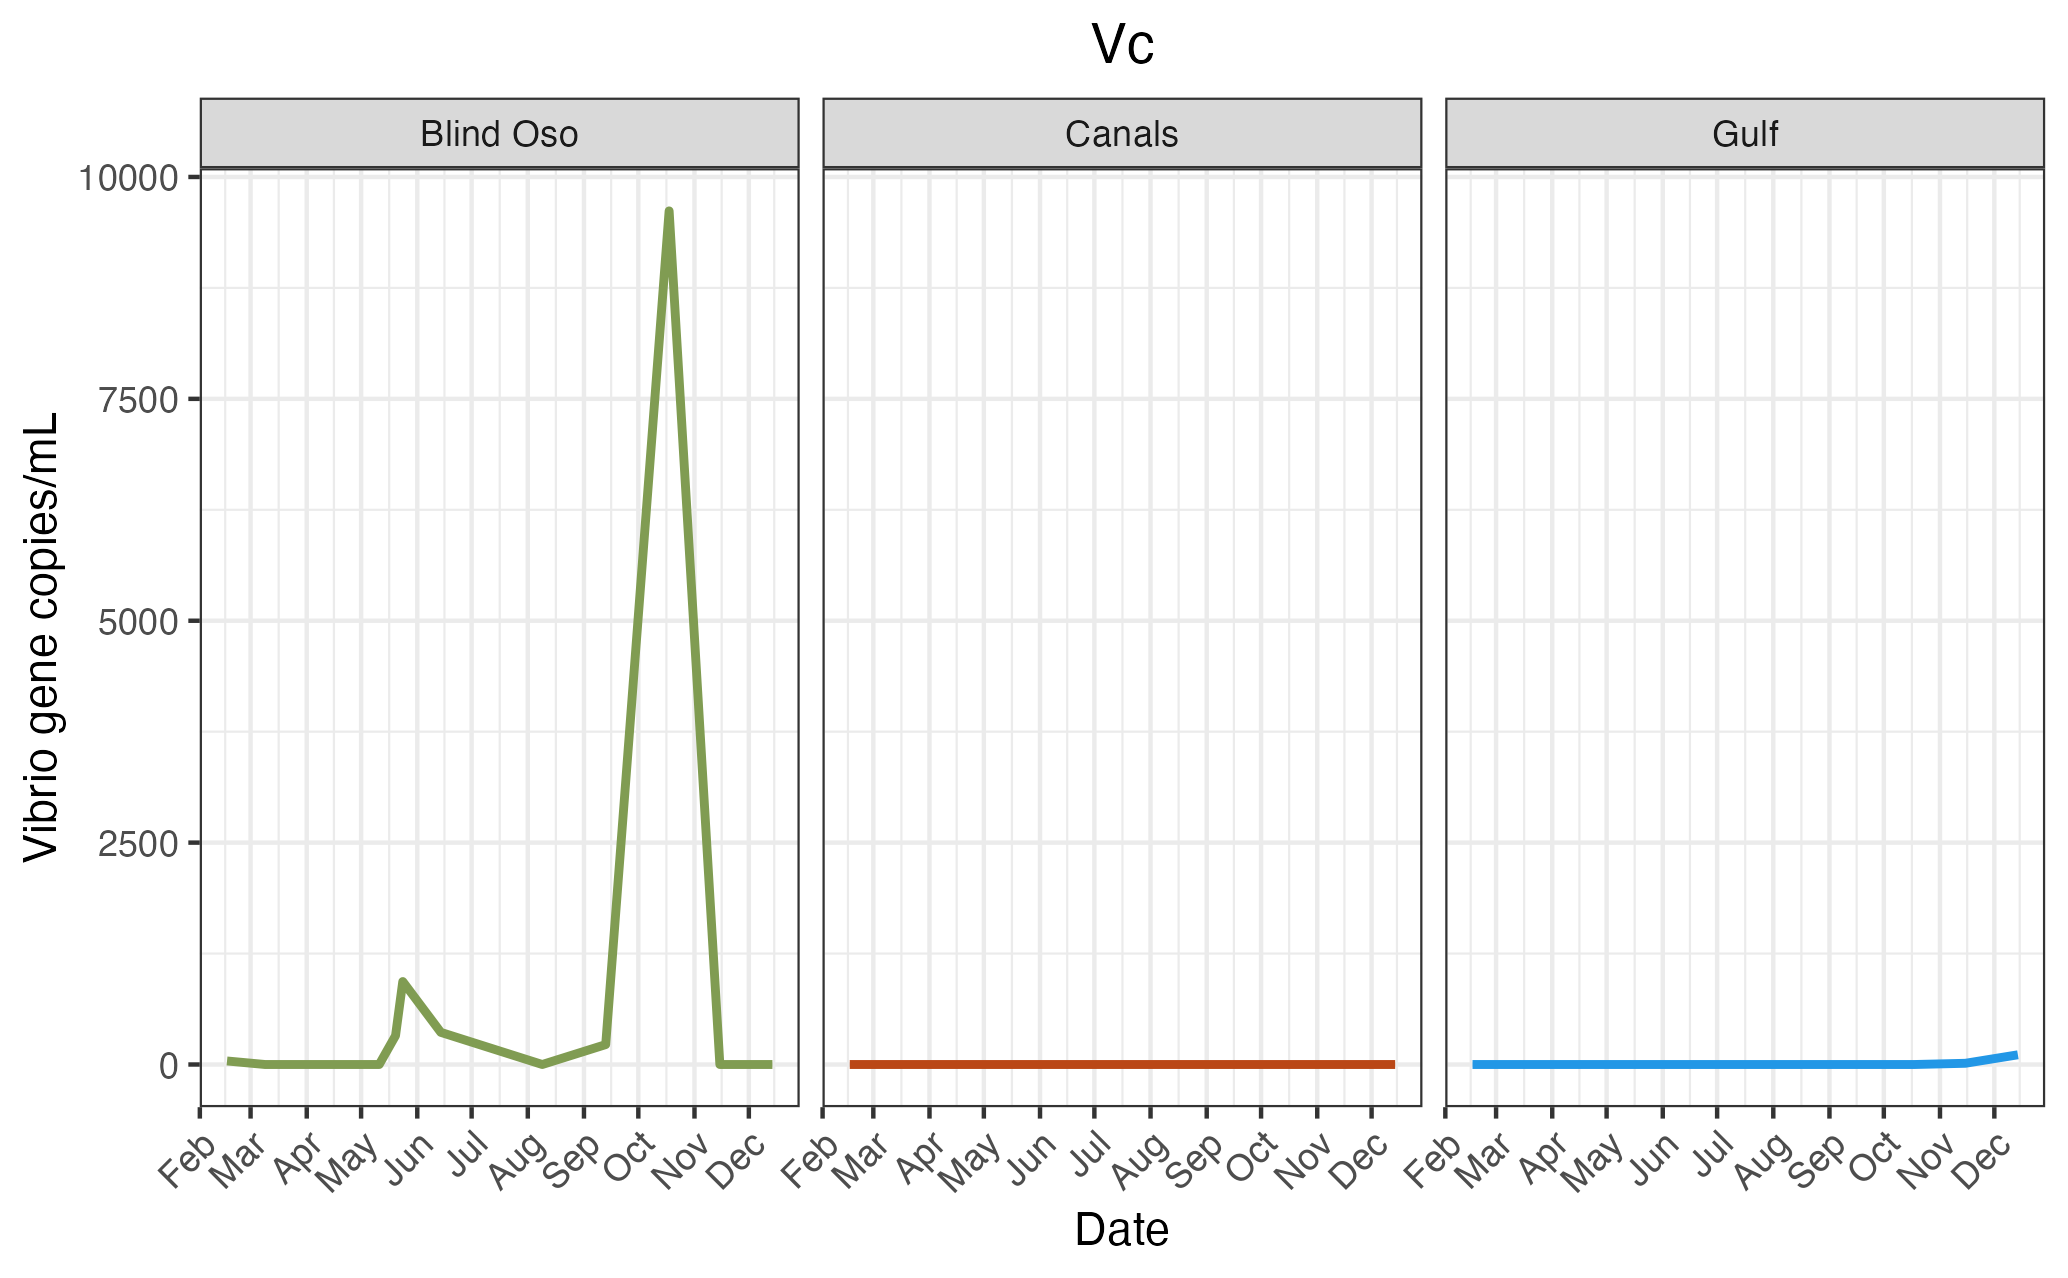 Vc
Blind Oso Canals Gulf
10000
7500
5000
2500
0
Vibrio gene copies/mL
Feb Mar Apr May Jun Jul Aug Sep Oct Nov Dec Feb Mar Apr May Jun Jul Aug Sep Oct Nov Dec Feb Mar Apr May Jun Jul Aug Sep Oct Nov Dec
Date